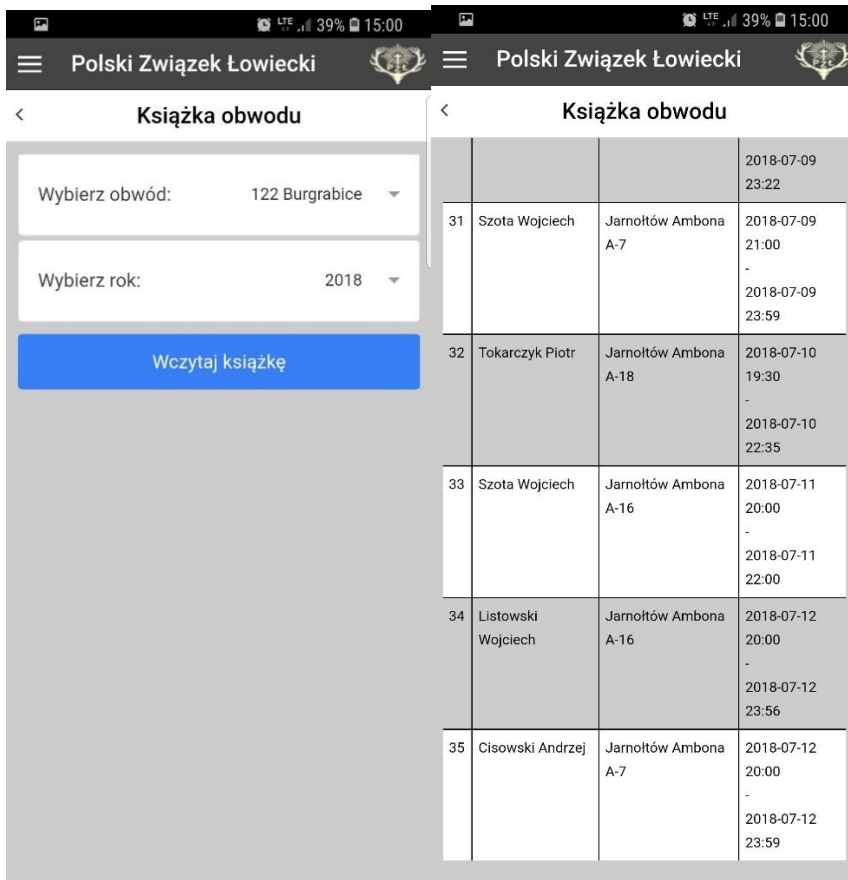 LTE 39% 15:00
Polski Związek Łowiecki
PZŁ
Książka obwodu
Wybierz obwód: 122 Burgrabice
Wybierz rok: 2018
Wczytaj książkę
LTE 39% 15:00
Polski Związek Łowiecki
PZŁ
Książka obwodu
2018-07-09
23:22
31 Szota Wojciech Jarnołtów Ambona 2018-07-09
A-7 21:00
-
2018-07-09
23:59
32 Tokarczyk Piotr Jarnołtów Ambona 2018-07-10
A-18 19:30
-
2018-07-10
22:35
33 Szota Wojciech Jarnołtów Ambona 2018-07-11
A-16 20:00
-
2018-07-11
22:00
34 Listowski Jarnołtów Ambona 2018-07-12
Wojciech A-16 20:00
-
2018-07-12
23:56
35 Cisowski Andrzej Jarnołtów Ambona 2018-07-12
A-7 20:00
-
2018-07-12
23:59